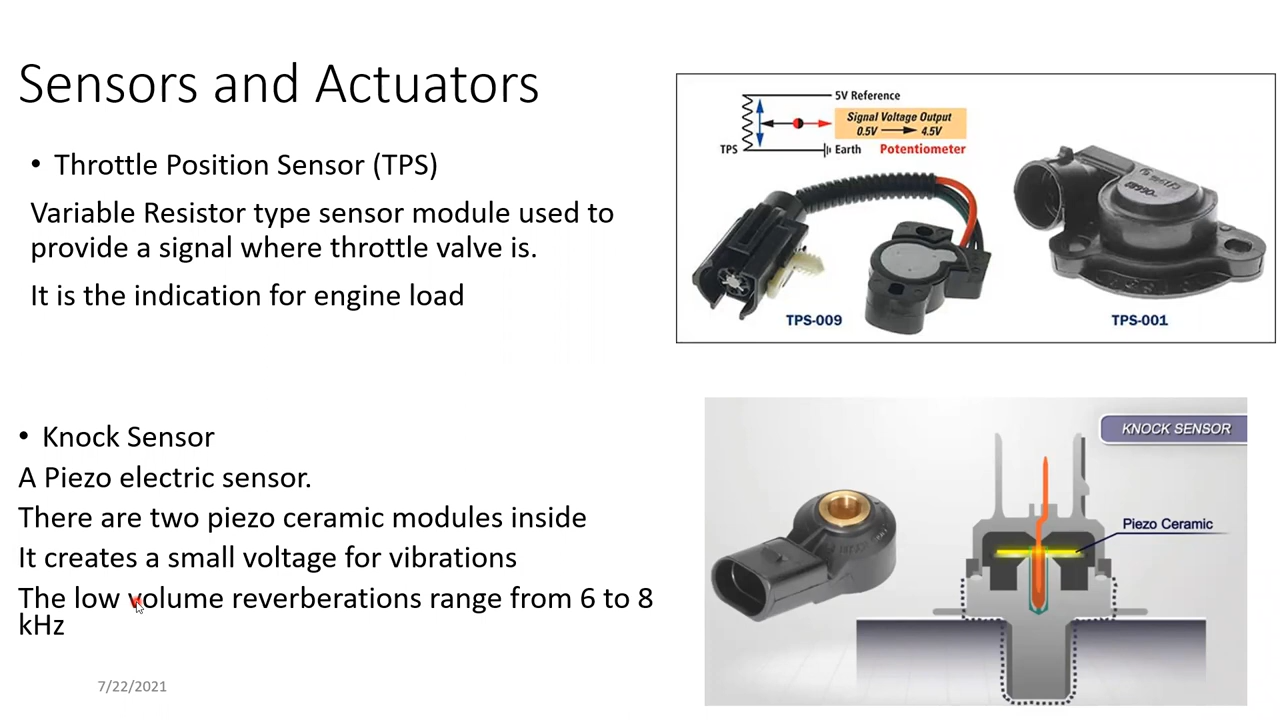 Sensors and Actuators
• Throttle Position Sensor (TPS)
Variable Resistor type sensor module used to
provide a signal where throttle valve is.
It is the indication for engine load
5V Reference
Signal Voltage Output
0.5V → 4.5V
TPS
Earth
Potentiometer
TPS-009
TPS-001
• Knock Sensor
A Piezo electric sensor.
There are two piezo ceramic modules inside
It creates a small voltage for vibrations
The low volume reverberations range from 6 to 8
kHz
KNOCK SENSOR
Piezo Ceramic
7/22/2021